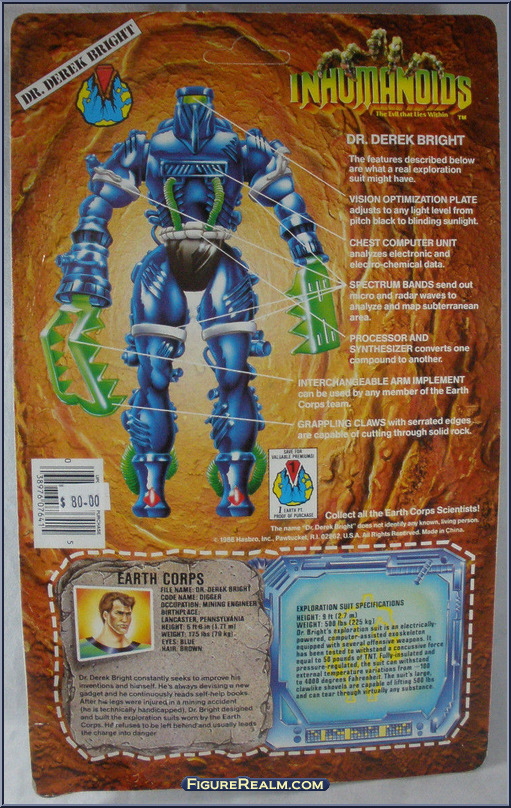 DR. DEREK BRIGHT
INHUMANOIDS
The Evil that Lies Within ™
DR. DEREK BRIGHT
The features described below
are what a real exploration
suit might have.
VISION OPTIMIZATION PLATE
adjusts to any light level from
pitch black to blinding sunlight.
CHEST COMPUTER UNIT
analyzes electronic and
electro-chemical data.
SPECTRUM BANDS send out
micro and radar waves to
analyze and map subterranean
area.
PROCESSOR AND
SYNTHESIZER converts one
compound to another.
INTERCHANGEABLE ARM IMPLEMENT
can be used by any member of the Earth
Corps team.
GRAPPLING CLAWS with serrated edges
are capable of cutting through solid rock.
SAVE FOR
VALUABLE PREMIUMS!
1 EARTH PT.
PROOF OF PURCHASE
$ 80.00
Collect all the Earth Corps Scientists!
The name "Dr. Derek Bright" does not identify any known, living person.
© 1986 Hasbro, Inc., Pawtucket, R.I. 02862, U.S.A. All Rights Reserved. Made in China.
EARTH CORPS
FILE NAME: DR. DEREK BRIGHT
CODE NAME: DIGGER
OCCUPATION: MINING ENGINEER
BIRTHPLACE:
LANCASTER, PENNSYLVANIA
HEIGHT: 5 ft 6 in (1.77 m)
WEIGHT: 175 lbs (79 kg)
EYES: BLUE
HAIR: BROWN
Dr. Derek Bright constantly seeks to improve his
inventions and himself. He's always devising a new
gadget and he continuously reads self-help books.
After his legs were injured in a mining accident
(he is technically handicapped), Dr. Bright designed
and built the exploration suits worn by the Earth
Corps. He refuses to be left behind and usually leads
the charge into danger.
EXPLORATION SUIT SPECIFICATIONS
HEIGHT: 9 ft (2.7 m)
WEIGHT: 500 lbs (225 kg)
Dr. Bright's exploration suit is an electrically-
powered, computer-assisted exoskeleton
equipped with several offensive weapons. It
has been tested to withstand a concussive force
equal to 50 pounds of TNT. Fully-insulated and
pressure-regulated, the suit can withstand
external temperature variations from -100
to 4000 degrees Fahrenheit. The suit's large,
clawlike shovels are capable of lifting 500 lbs
and can tear through virtually any substance.
FIGUREREALM.COM